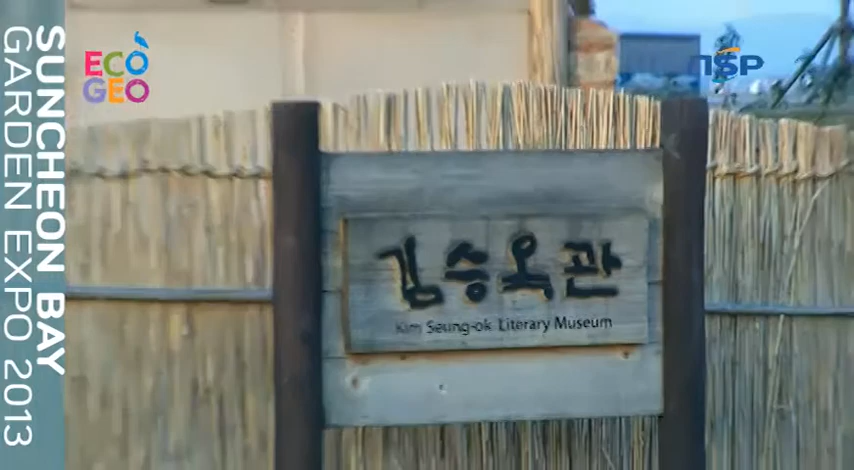 SUNCHEON BAY
GARDEN EXPO 2013
ECO
GEO
nsp
김승옥관
Kim Seung-ok Literary Museum